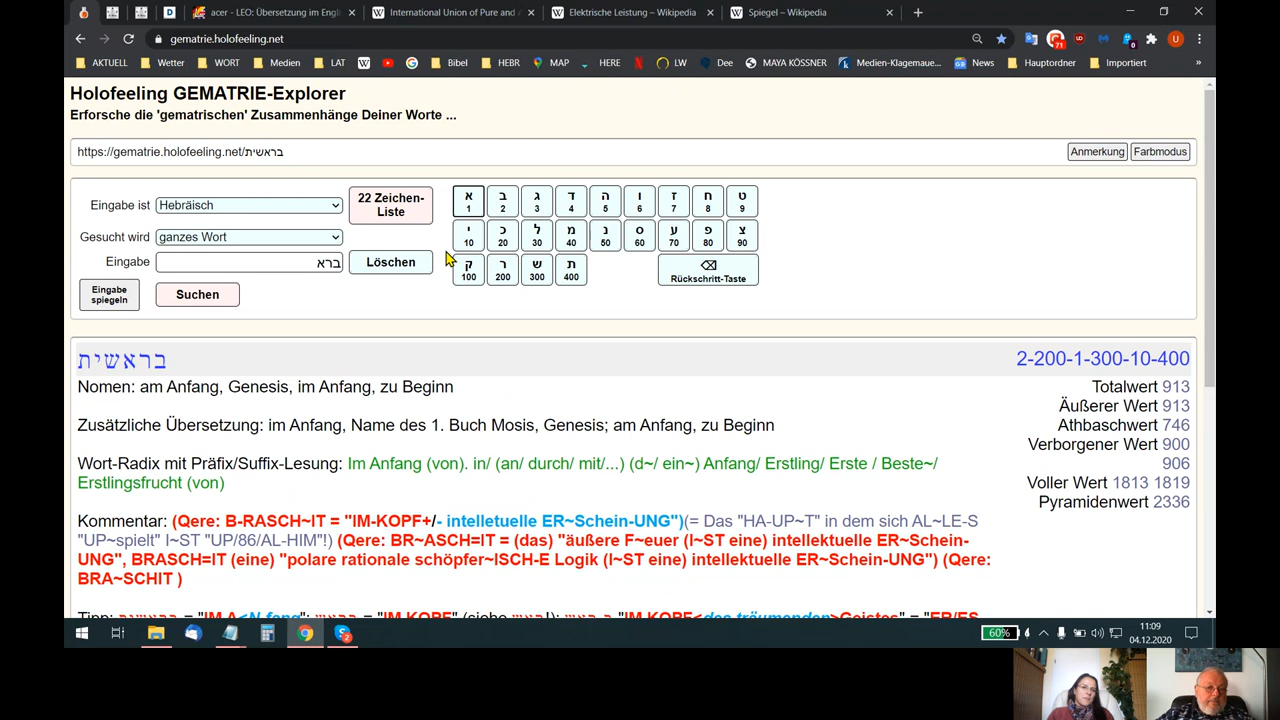 acer - LEO: Übersetzung im Engl
International Union of Pure and A
Elektrische Leistung – Wikipedia
Spiegel – Wikipedia
gematrie.holofeeling.net
71
0
U
AKTUELL
Wetter
WORT
Medien
LAT
Bibel
HEBR
MAP
HERE
LW
Dee
MAYA KÖSSNER
Medien-Klagemaue...
News
Hauptordner
Importiert
»
Holofeeling GEMATRIE-Explorer
Erforsche die 'gematrischen' Zusammenhänge Deiner Worte ...
https://gematrie.holofeeling.net/בראשית
Anmerkung
Farbmodus
Eingabe ist
Hebräisch
22 Zeichen-
Liste
Gesucht wird
ganzes Wort
Eingabe
ברא
Löschen
Eingabe
spiegeln
Suchen
א ב ג ד ה ו ז ח ט
1 2 3 4 5 6 7 8 9
י כ ל מ נ ס ע פ צ
10 20 30 40 50 60 70 80 90
ק ר ש ת
100 200 300 400
Rückschritt-Taste
בראשית
2-200-1-300-10-400
Nomen: am Anfang, Genesis, im Anfang, zu Beginn
Totalwert 913
Äußerer Wert 913
Zusätzliche Übersetzung: im Anfang, Name des 1. Buch Mosis, Genesis; am Anfang, zu Beginn
Athbaschwert 746
Verborgener Wert 900
906
Wort-Radix mit Präfix/Suffix-Lesung: Im Anfang (von). in/ (an/ durch/ mit/...) (d~/ ein~) Anfang/ Erstling/ Erste / Beste~/
Erstlingsfrucht (von)
Voller Wert 1813 1819
Pyramidenwert 2336
Kommentar: (Qere: B-RASCH~IT = "IM-KOPF+/- intelletuelle ER~Schein-UNG")(= Das "HA-UP~T" in dem sich AL~LE-S
"UP~spielt" I~ST "UP/86/AL-HIM"!) (Qere: BR~ASCH=IT = (das) "äußere F~euer (I~ST eine) intellektuelle ER~Schein-
UNG", BRASCH=IT (eine) "polare rationale schöpfer~ISCH-E Logik (I~ST eine) intellektuelle ER~Schein-UNG") (Qere:
BRA~SCHIT )
60%
2
11:09
04.12.2020